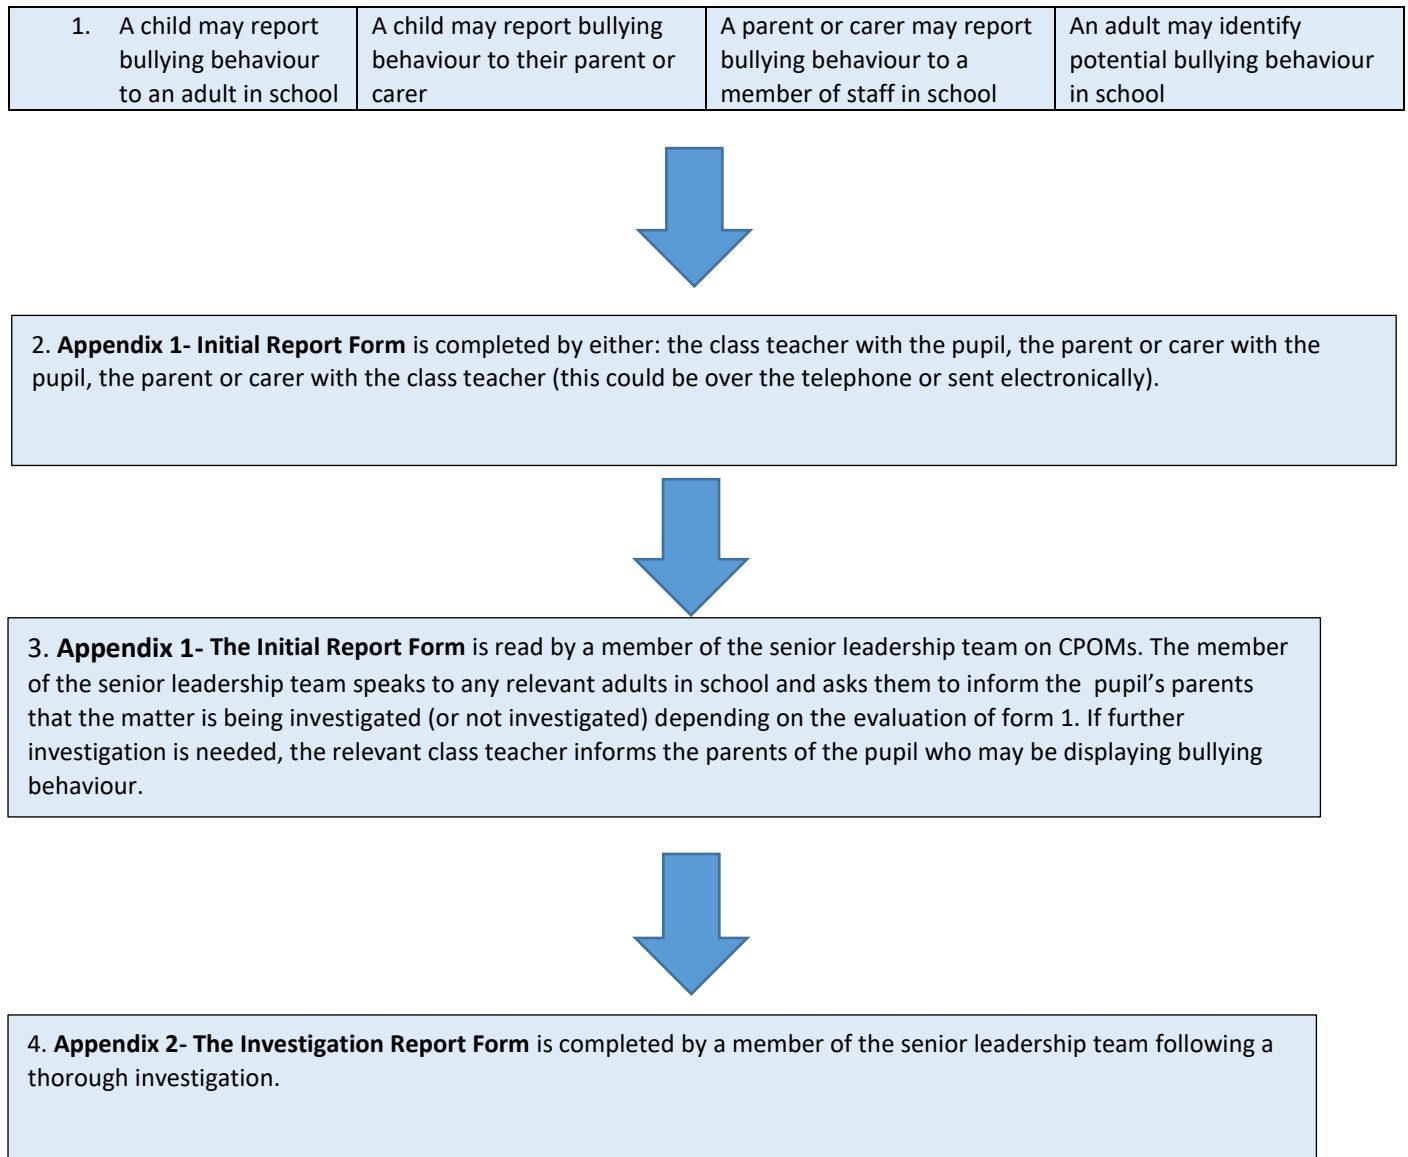 1. A child may report
bullying behaviour
to an adult in school
A child may report bullying
behaviour to their parent or
carer
A parent or carer may report
bullying behaviour to a
member of staff in school
An adult may identify
potential bullying behaviour
in school
2. Appendix 1- Initial Report Form is completed by either: the class teacher with the pupil, the parent or carer with the
pupil, the parent or carer with the class teacher (this could be over the telephone or sent electronically).
3. Appendix 1- The Initial Report Form is read by a member of the senior leadership team on CPOMs. The member
of the senior leadership team speaks to any relevant adults in school and asks them to inform the pupil’s parents
that the matter is being investigated (or not investigated) depending on the evaluation of form 1. If further
investigation is needed, the relevant class teacher informs the parents of the pupil who may be displaying bullying
behaviour.
4. Appendix 2- The Investigation Report Form is completed by a member of the senior leadership team following a
thorough investigation.